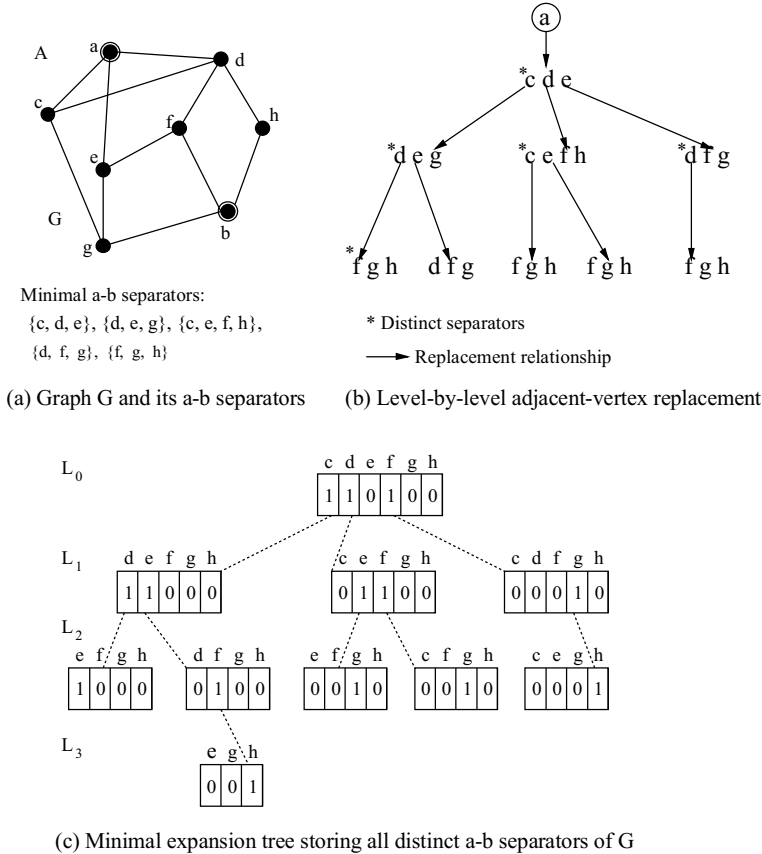 A
a
d
c
f
h
e
G
g
b
Minimal a-b separators:
{c, d, e}, {d, e, g}, {c, e, f, h},
{d, f, g}, {f, g, h}
(a) Graph G and its a-b separators
a
*c d e
*d e g
*c e f h
*d f g
*f g h
d f g
f g h
f g h
f g h
* Distinct separators
Replacement relationship
(b) Level-by-level adjacent-vertex replacement
L0
c d e f g h
1 1 0 1 0 0
L1
d e f g h
1 1 0 0 0
c e f g h
0 1 1 0 0
c d f g h
0 0 0 1 0
L2
e f g h
1 0 0 0
d f g h
0 1 0 0
e f g h
0 0 1 0
c f g h
0 0 1 0
c e g h
0 0 0 1
L3
e g h
0 0 1
(c) Minimal expansion tree storing all distinct a-b separators of G